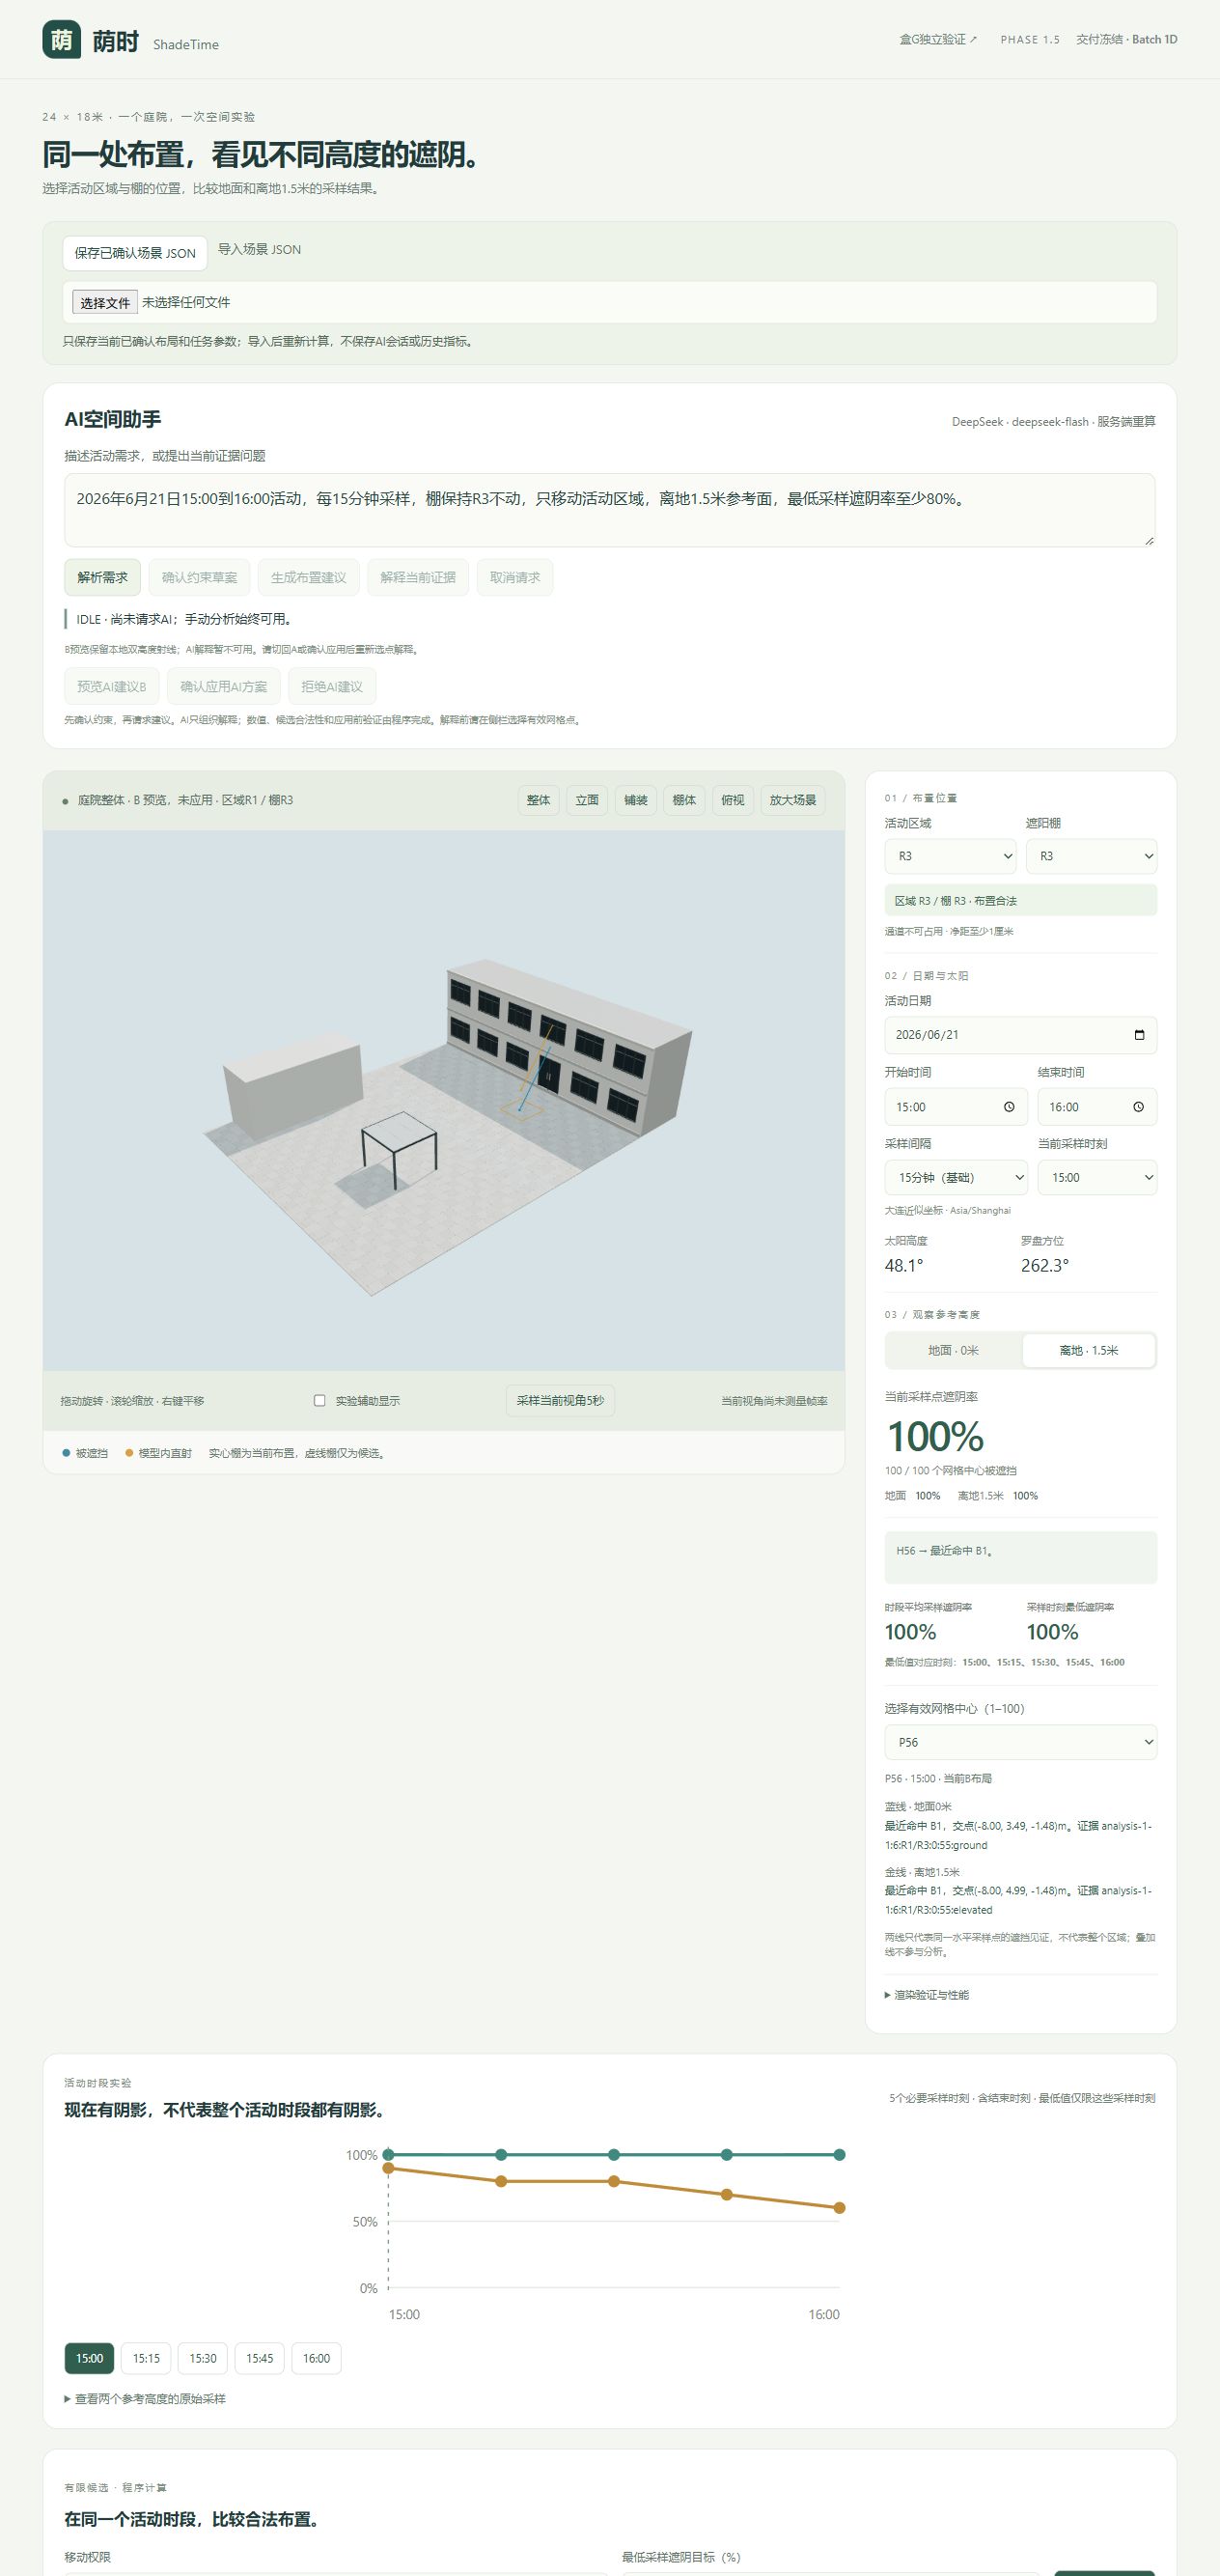 荫 荫时 ShadeTime
盒G独立验证 ↗ PHASE 1.5 交付冻结 · Batch 1D
24 × 18米 · 一个庭院，一次空间实验
同一处布置，看见不同高度的遮阴。
选择活动区域与棚的位置，比较地面和离地1.5米的采样结果。
保存已确认场景 JSON 导入场景 JSON
选择文件 未选择任何文件
只保存当前已确认布局和任务参数；导入后重新计算，不保存AI会话或历史指标。
AI空间助手
DeepSeek · deepseek-flash · 服务端重算
描述活动需求，或提出当前证据问题
2026年6月21日15:00到16:00活动，每15分钟采样，棚保持R3不动，只移动活动区域，离地1.5米参考面，最低采样遮阴率至少80%。
解析需求 确认约束草案 生成布置建议 解释当前证据 取消请求
IDLE · 尚未请求AI；手动分析始终可用。
B预览保留本地双高度射线；AI解释暂不可用。请切回A或确认应用后重新选点解释。
预览AI建议B 确认应用AI方案 拒绝AI建议
先确认约束，再请求建议。AI只组织解释；数值、候选合法性和应用前验证由程序完成。解释前请在侧栏选择有效网格点。
庭院整体 · B 预览，未应用 · 区域R1 / 棚R3
整体 立面 铺装 棚体 俯视 放大场景
拖动旋转 · 滚轮缩放 · 右键平移 实验辅助显示 采样当前视角5秒 当前视角尚未测量帧率
被遮挡 模型内直射 实心棚为当前布置，虚线棚仅为候选。
01 / 布置位置
活动区域 遮阳棚
R3 R3
区域 R3 / 棚 R3 · 布置合法
通道不可占用 · 净距至少1厘米
02 / 日期与太阳
活动日期
2026/06/21
开始时间 结束时间
15:00 16:00
采样间隔 当前采样时刻
15分钟（基础） 15:00
大连近似坐标 · Asia/Shanghai
太阳高度 罗盘方位
48.1° 262.3°
03 / 观察参考高度
地面 · 0米 离地 · 1.5米
当前采样点遮阴率
100%
100 / 100 个网格中心被遮挡
地面 100% 离地1.5米 100%
H56 → 最近命中 B1。
时段平均采样遮阴率 采样时刻最低遮阴率
100% 100%
最低值对应时刻：15:00、15:15、15:30、15:45、16:00
选择有效网格中心（1–100）
P56
P56 · 15:00 · 当前B布局
蓝线 · 地面0米
最近命中 B1，交点(-8.00, 3.49, -1.48)m。证据 analysis-1-
1:6:R1/R3:0:55:ground
金线 · 离地1.5米
最近命中 B1，交点(-8.00, 4.99, -1.48)m。证据 analysis-1-
1:6:R1/R3:0:55:elevated
两线只代表同一水平采样点的遮挡见证，不代表整个区域；叠加
线不参与分析。
▶ 渲染验证与性能
活动时段实验
现在有阴影，不代表整个活动时段都有阴影。
5个必要采样时刻 · 含结束时刻 · 最低值仅限这些采样时刻
100%
50%
0%
15:00 16:00
15:00 15:15 15:30 15:45 16:00
▶ 查看两个参考高度的原始采样
有限候选 · 程序计算
在同一个活动时段，比较合法布置。
移动权限 最低采样遮阴目标（%）